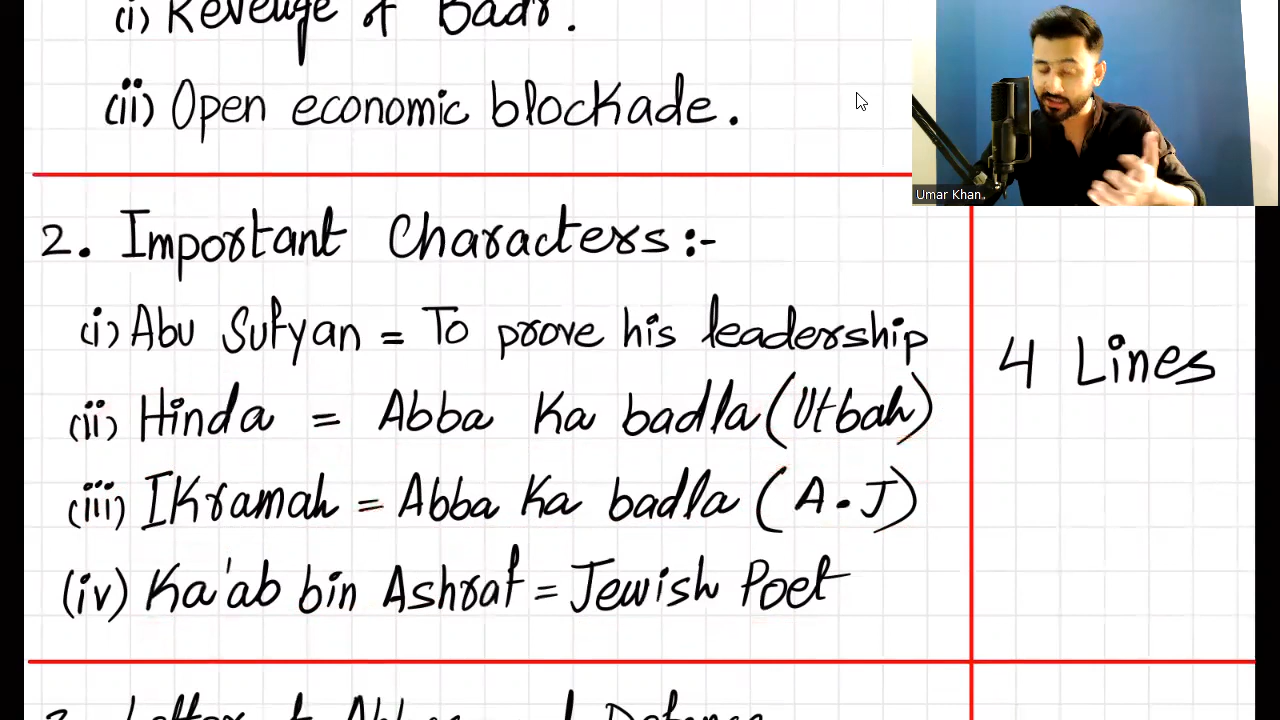 (i) Revenge of Badr.
(ii) Open economic blockade.
Umar Khan
2. Important Characters :-
(i) Abu Sufyan = To prove his leadership
(ii) Hinda = Abba Ka badla (Utbah)
(iii) Ikramah = Abba Ka badla (A.J)
(iv) Ka'ab bin Ashraf = Jewish Poet
4 Lines
3. Letter